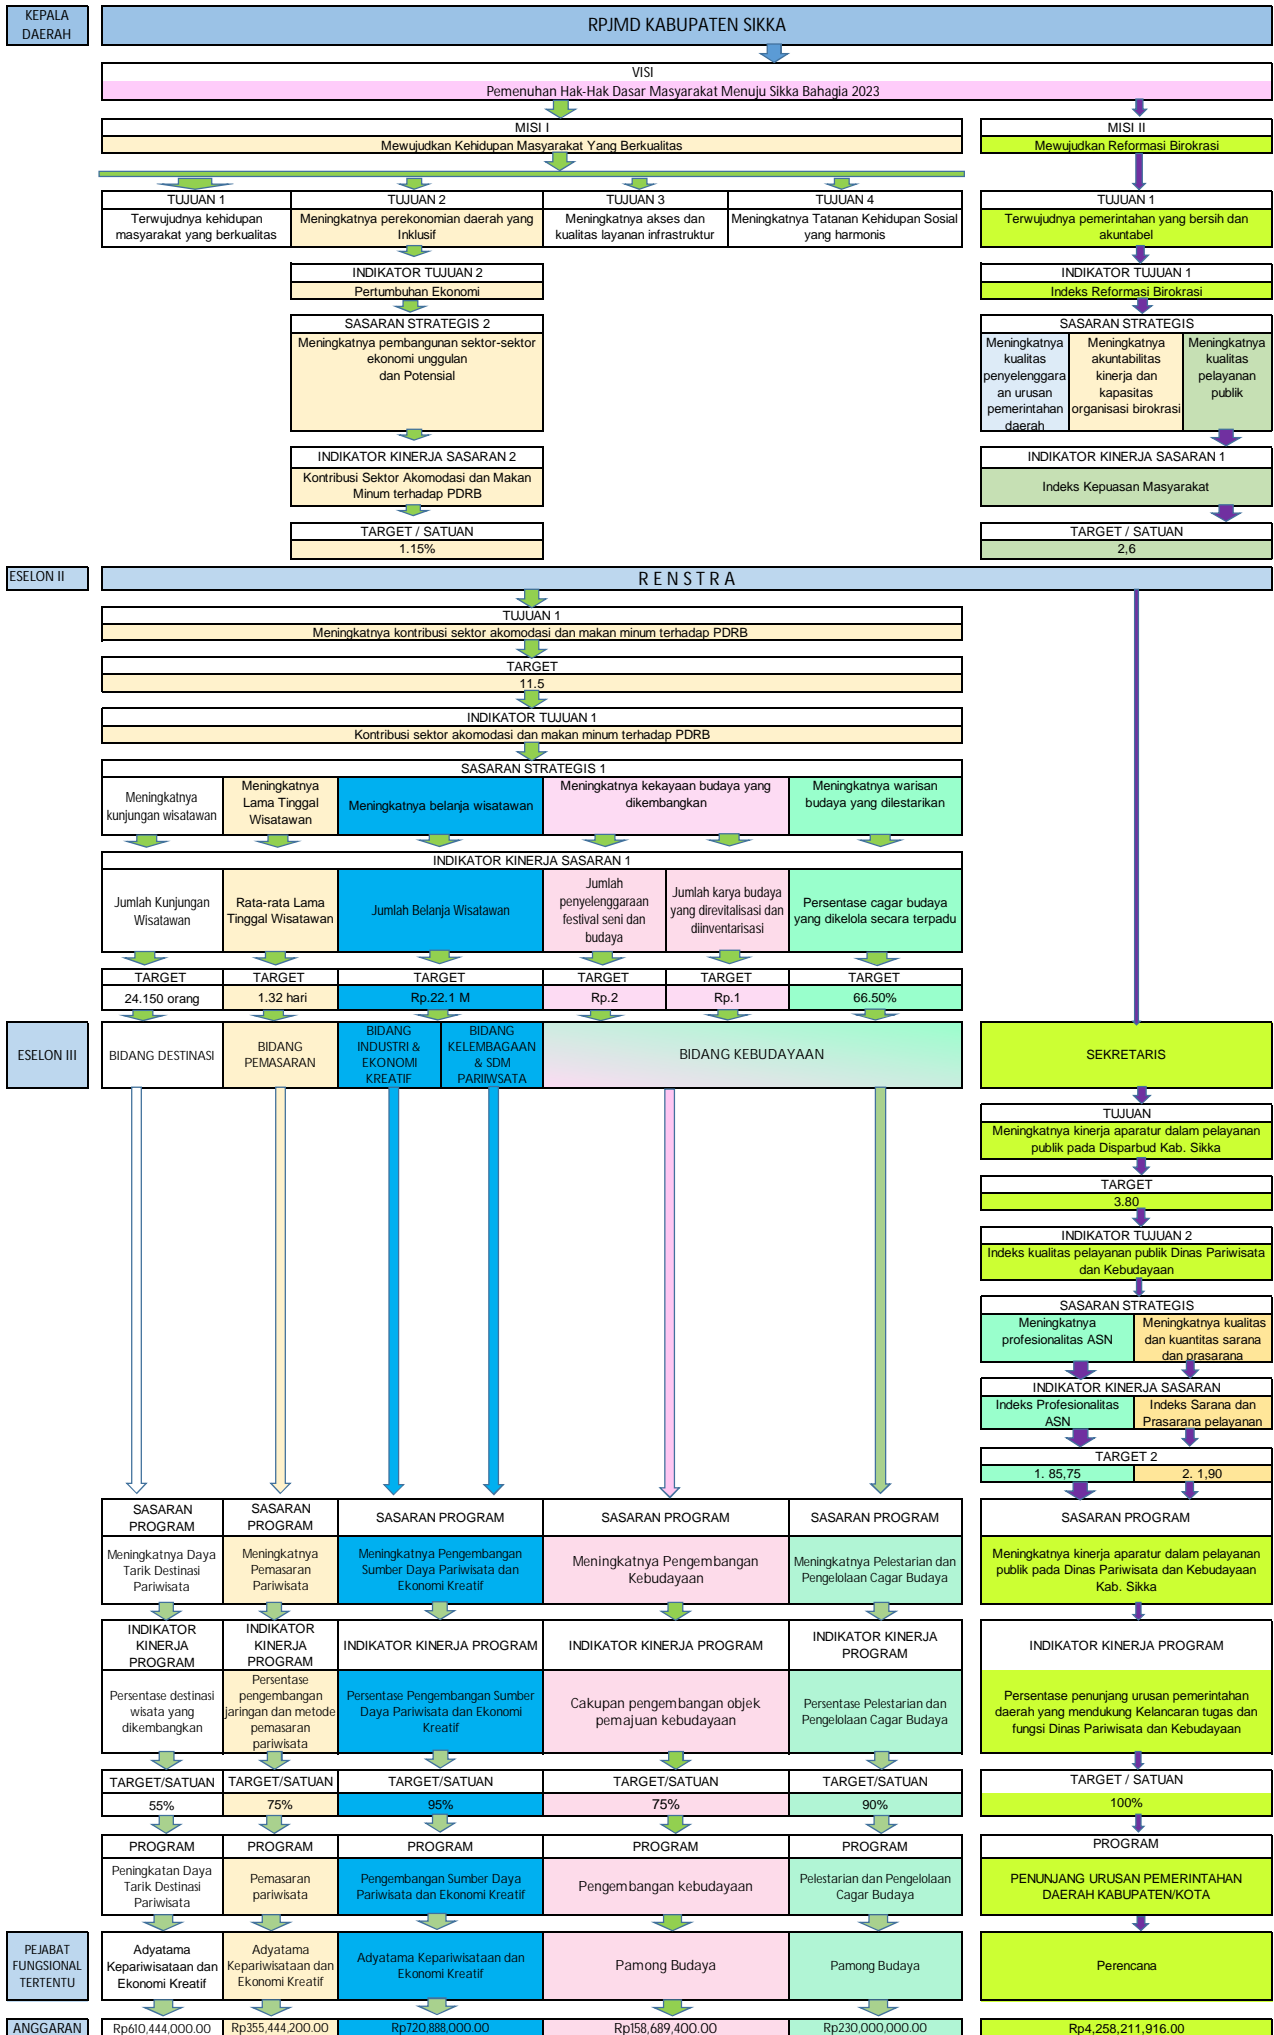 KEPALA
DAERAH
RPJMD KABUPATEN SIKKA
VISI
Pemenuhan Hak-Hak Dasar Masyarakat Menuju Sikka Bahagia 2023
MISI I
Mewujudkan Kehidupan Masyarakat Yang Berkualitas
MISI II
Mewujudkan Reformasi Birokrasi
TUJUAN 1
Terwujudnya kehidupan
masyarakat yang berkualitas
TUJUAN 2
Meningkatnya perekonomian daerah yang
Inklusif
TUJUAN 3
Meningkatnya akses dan
kualitas layanan infrastruktur
TUJUAN 4
Meningkatnya Tatanan Kehidupan Sosial
yang harmonis
TUJUAN 1
Terwujudnya pemerintahan yang bersih dan
akuntabel
INDIKATOR TUJUAN 2
Pertumbuhan Ekonomi
INDIKATOR TUJUAN 1
Indeks Reformasi Birokrasi
SASARAN STRATEGIS 2
Meningkatnya pembangunan sektor-sektor
ekonomi unggulan
dan Potensial
SASARAN STRATEGIS
Meningkatnya
kualitas
penyelenggara
an urusan
pemerintahan
daerah
Meningkatnya
akuntabilitas
kinerja dan
kapasitas
organisasi birokrasi
Meningkatnya
kualitas
pelayanan
publik
INDIKATOR KINERJA SASARAN 2
Kontribusi Sektor Akomodasi dan Makan
Minum terhadap PDRB
INDIKATOR KINERJA SASARAN 1
Indeks Kepuasan Masyarakat
TARGET / SATUAN
1.15%
TARGET / SATUAN
2,6
ESELON II
R E N S T R A
TUJUAN 1
Meningkatnya kontribusi sektor akomodasi dan makan minum terhadap PDRB
TARGET
11.5
INDIKATOR TUJUAN 1
Kontribusi sektor akomodasi dan makan minum terhadap PDRB
SASARAN STRATEGIS 1
Meningkatnya
kunjungan wisatawan
Meningkatnya
Lama Tinggal
Wisatawan
Meningkatnya belanja wisatawan
Meningkatnya kekayaan budaya yang
dikembangkan
Meningkatnya warisan
budaya yang dilestarikan
INDIKATOR KINERJA SASARAN 1
Jumlah Kunjungan
Wisatawan
Rata-rata Lama
Tinggal Wisatawan
Jumlah Belanja Wisatawan
Jumlah
penyelenggaraan
festival seni dan
budaya
Jumlah karya budaya
yang direvitalisasi dan
diinventarisasi
Persentase cagar budaya
yang dikelola secara terpadu
TARGET
24.150 orang
TARGET
1.32 hari
TARGET
Rp.22.1 M
TARGET
Rp.2
TARGET
Rp.1
TARGET
66.50%
ESELON III
BIDANG DESTINASI
BIDANG
PEMASARAN
BIDANG
INDUSTRI &
EKONOMI
KREATIF
BIDANG
KELEMBAGAAN
& SDM
PARIIWSATA
BIDANG KEBUDAYAAN
SEKRETARIS
TUJUAN
Meningkatnya kinerja aparatur dalam pelayanan
publik pada Disparbud Kab. Sikka
TARGET
3.80
INDIKATOR TUJUAN 2
Indeks kualitas pelayanan publik Dinas Pariwisata
dan Kebudayaan
SASARAN STRATEGIS
Meningkatnya
profesionalitas ASN
Meningkatnya kualitas
dan kuantitas sarana
dan prasarana
INDIKATOR KINERJA SASARAN
Indeks Profesionalitas
ASN
Indeks Sarana dan
Prasarana pelayanan
TARGET 2
1. 85,75
2. 1,90
SASARAN
PROGRAM
Meningkatnya Daya
Tarik Destinasi
Pariwisata
SASARAN
PROGRAM
Meningkatnya
Pemasaran
Pariwisata
SASARAN PROGRAM
Meningkatnya Pengembangan
Sumber Daya Pariwisata dan
Ekonomi Kreatif
SASARAN PROGRAM
Meningkatnya Pengembangan
Kebudayaan
SASARAN PROGRAM
Meningkatnya Pelestarian dan
Pengelolaan Cagar Budaya
SASARAN PROGRAM
Meningkatnya kinerja aparatur dalam pelayanan
publik pada Dinas Pariwisata dan Kebudayaan
Kab. Sikka
INDIKATOR
KINERJA
PROGRAM
Persentase destinasi
wisata yang
dikembangkan
INDIKATOR
KINERJA
PROGRAM
Persentase
pengembangan
jaringan dan metode
pemasaran
pariwisata
INDIKATOR KINERJA PROGRAM
Persentase Pengembangan Sumber
Daya Pariwisata dan Ekonomi
Kreatif
INDIKATOR KINERJA PROGRAM
Cakupan pengembangan objek
pemajuan kebudayaan
INDIKATOR KINERJA
PROGRAM
Persentase Pelestarian dan
Pengelolaan Cagar Budaya
INDIKATOR KINERJA PROGRAM
Persentase penunjang urusan pemerintahan
daerah yang mendukung Kelancaran tugas dan
fungsi Dinas Pariwisata dan Kebudayaan
TARGET/SATUAN
55%
TARGET/SATUAN
75%
TARGET/SATUAN
95%
TARGET/SATUAN
75%
TARGET/SATUAN
90%
TARGET / SATUAN
100%
PROGRAM
Peningkatan Daya
Tarik Destinasi
Pariwisata
PROGRAM
Pemasaran
pariwisata
PROGRAM
Pengembangan Sumber Daya
Pariwisata dan Ekonomi Kreatif
PROGRAM
Pengembangan kebudayaan
PROGRAM
Pelestarian dan Pengelolaan
Cagar Budaya
PROGRAM
PENUNJANG URUSAN PEMERINTAHAN
DAERAH KABUPATEN/KOTA
PEJABAT
FUNGSIONAL
TERTENTU
Adyatama
Kepariwisataan dan
Ekonomi Kreatif
Adyatama
Kepariwisataan dan
Ekonomi Kreatif
Adyatama Kepariwisataan dan
Ekonomi Kreatif
Pamong Budaya
Pamong Budaya
Perencana
ANGGARAN
Rp610,444,000.00
Rp355,444,200.00
Rp720,888,000.00
Rp158,689,400.00
Rp230,000,000.00
Rp4,258,211,916.00